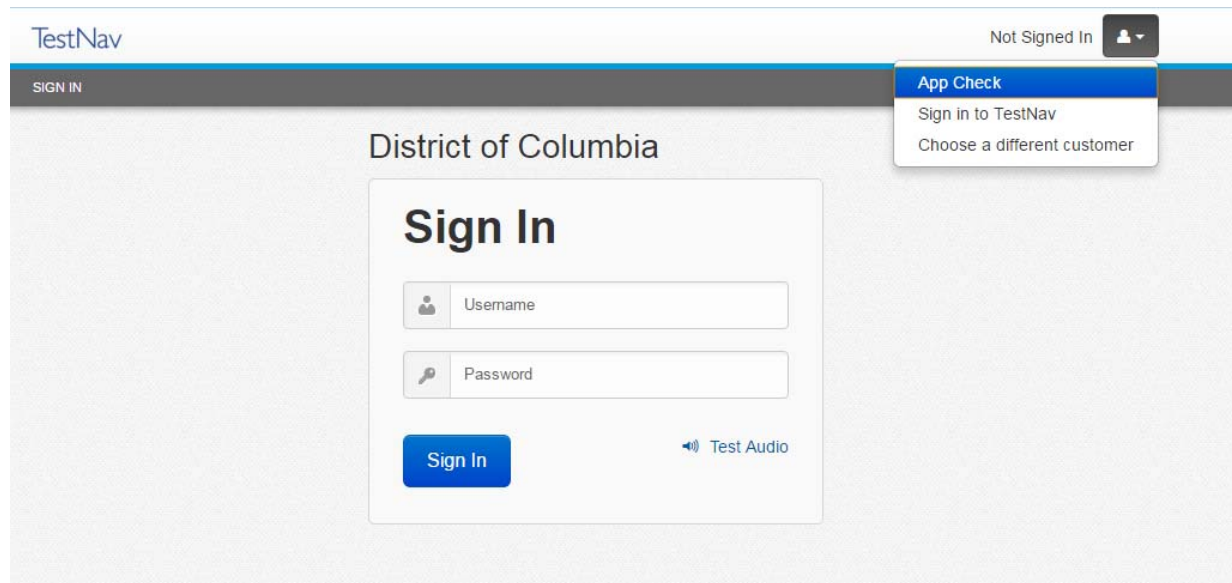 TestNav
Not Signed In
SIGN IN
App Check
Sign in to TestNav
Choose a different customer
District of Columbia
Sign In
Username
Password
Sign In
Test Audio